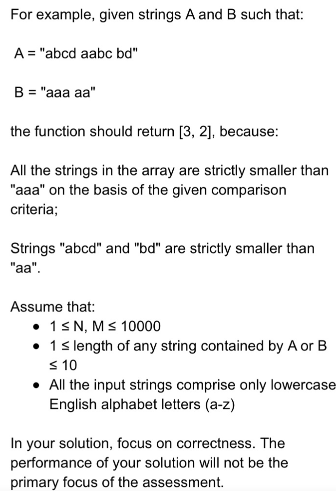 For example, given strings A and B such that:
A = "abcd aabc bd"
B = "aaa aa"
the function should return [3, 2], because:
All the strings in the array are strictly smaller than
"aaa" on the basis of the given comparison
criteria;
Strings "abcd" and "bd" are strictly smaller than
"aa".
Assume that:
• 1 ≤ N, M ≤ 10000
• 1 ≤ length of any string contained by A or B
≤ 10
• All the input strings comprise only lowercase
English alphabet letters (a-z)
In your solution, focus on correctness. The
performance of your solution will not be the
primary focus of the assessment.